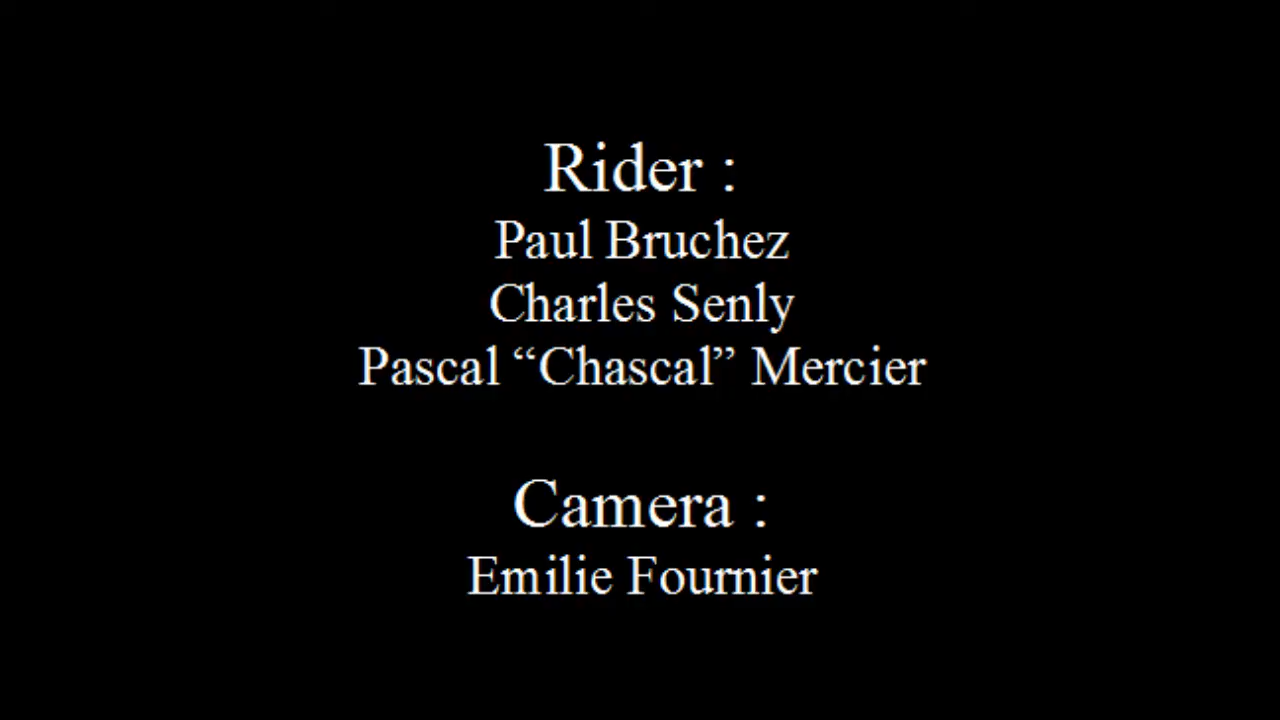 Rider :
Paul Bruchez
Charles Senly
Pascal “Chascal” Mercier
Camera :
Emilie Fournier